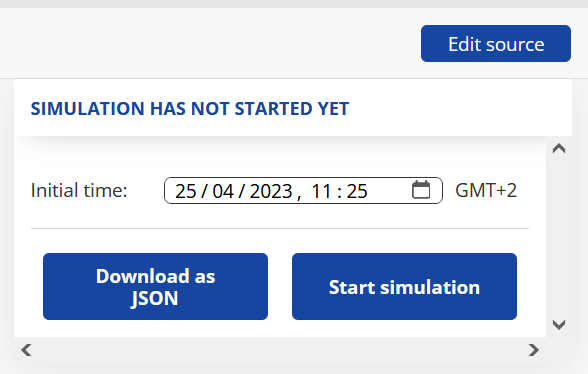 Edit source
SIMULATION HAS NOT STARTED YET
Initial time: 25 / 04 / 2023 , 11 : 25 GMT+2
Download as
JSON
Start simulation